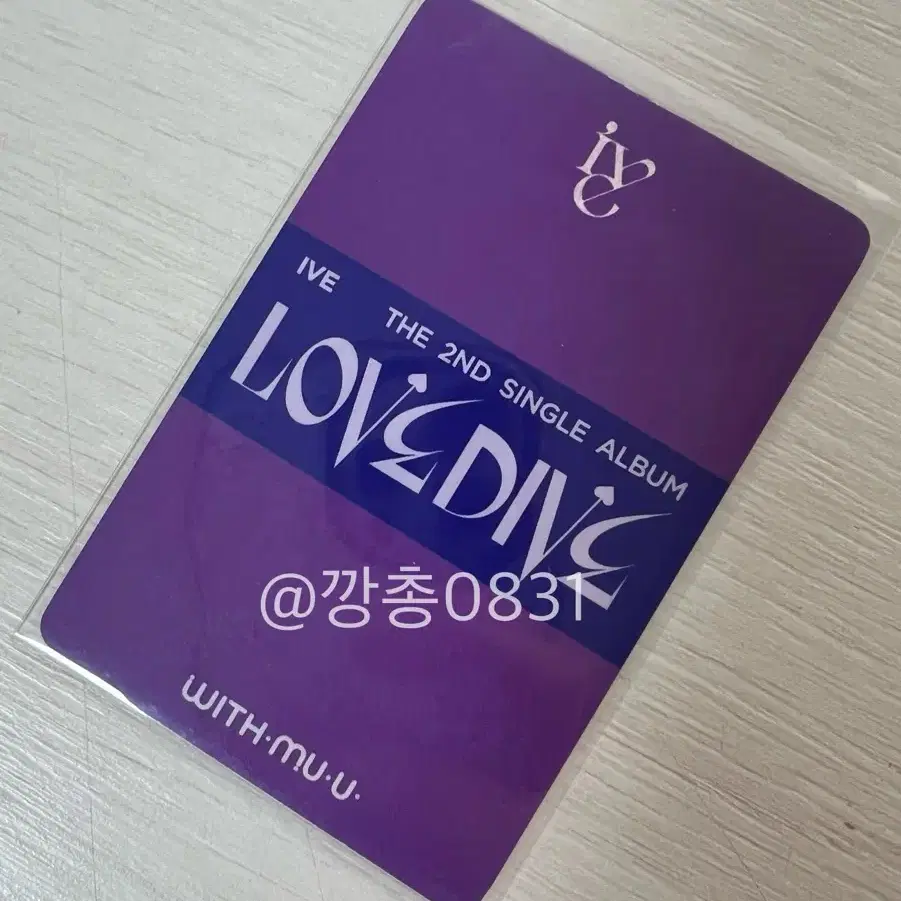 IVE
IVE THE 2ND SINGLE ALBUM
LOVE DIVE
@깡총0831
WITH·MU·U·